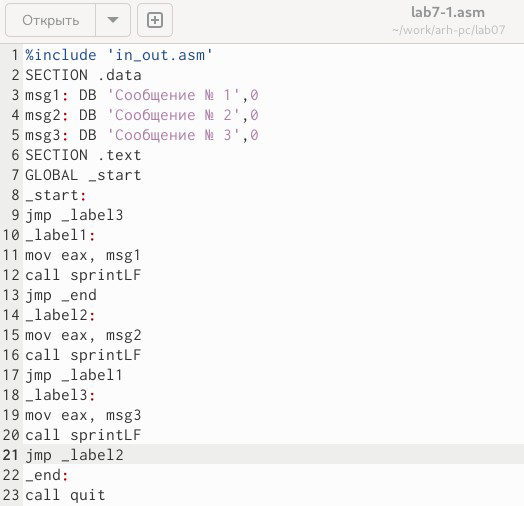 Открыть
lab7-1.asm
~/work/arh-pc/lab07
1 %include 'in_out.asm'
2 SECTION .data
3 msg1: DB 'Сообщение № 1',0
4 msg2: DB 'Сообщение № 2',0
5 msg3: DB 'Сообщение № 3',0
6 SECTION .text
7 GLOBAL _start
8 _start:
9 jmp _label3
10 _label1:
11 mov eax, msg1
12 call sprintLF
13 jmp _end
14 _label2:
15 mov eax, msg2
16 call sprintLF
17 jmp _label1
18 _label3:
19 mov eax, msg3
20 call sprintLF
21 jmp _label2
22 _end:
23 call quit